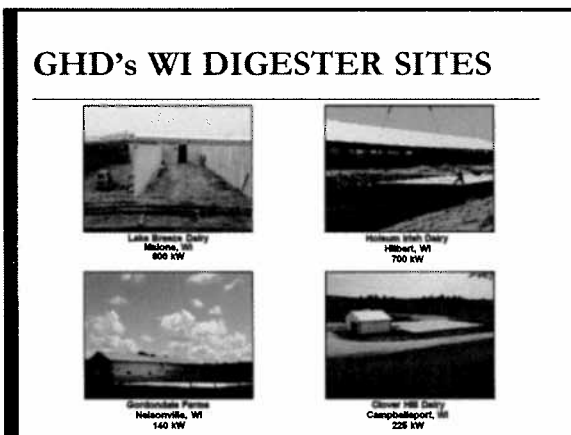 GHD's WI DIGESTER SITES
Lake Breeze Dairy
Malone, WI
600 kW
Holsum Irish Dairy
Hilbert, WI
700 kW
Gordondale Farms
Nelsonville, WI
140 kW
Clover Hill Dairy
Campbellsport, WI
225 kW